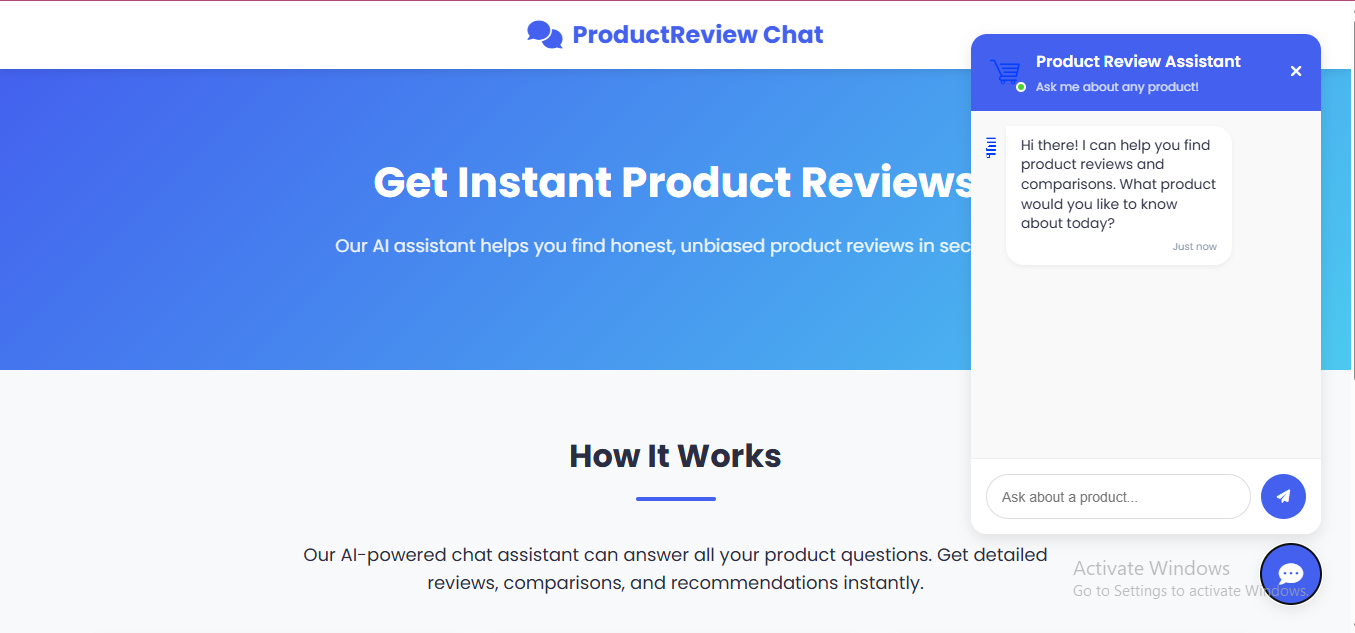 ProductReview Chat
Get Instant Product Reviews
Our AI assistant helps you find honest, unbiased product reviews in sec
How It Works
Our AI-powered chat assistant can answer all your product questions. Get detailed
reviews, comparisons, and recommendations instantly.
Product Review Assistant
Ask me about any product!
Hi there! I can help you find
product reviews and
comparisons. What product
would you like to know
about today?
Just now
Ask about a product...
Activate Windows
Go to Settings to activate Windows.